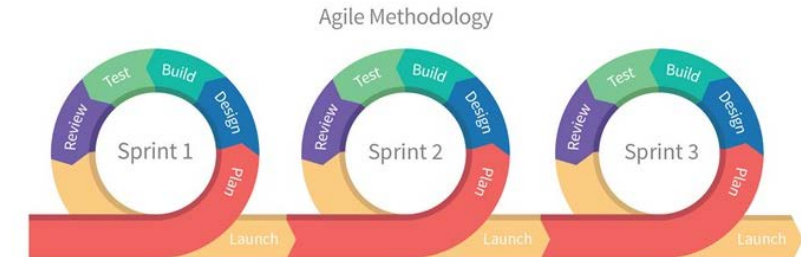 Agile Methodology
Test
Build
Review
Design
Sprint 1
Plan
Launch
Test
Build
Review
Design
Sprint 2
Plan
Launch
Test
Build
Review
Design
Sprint 3
Plan
Launch